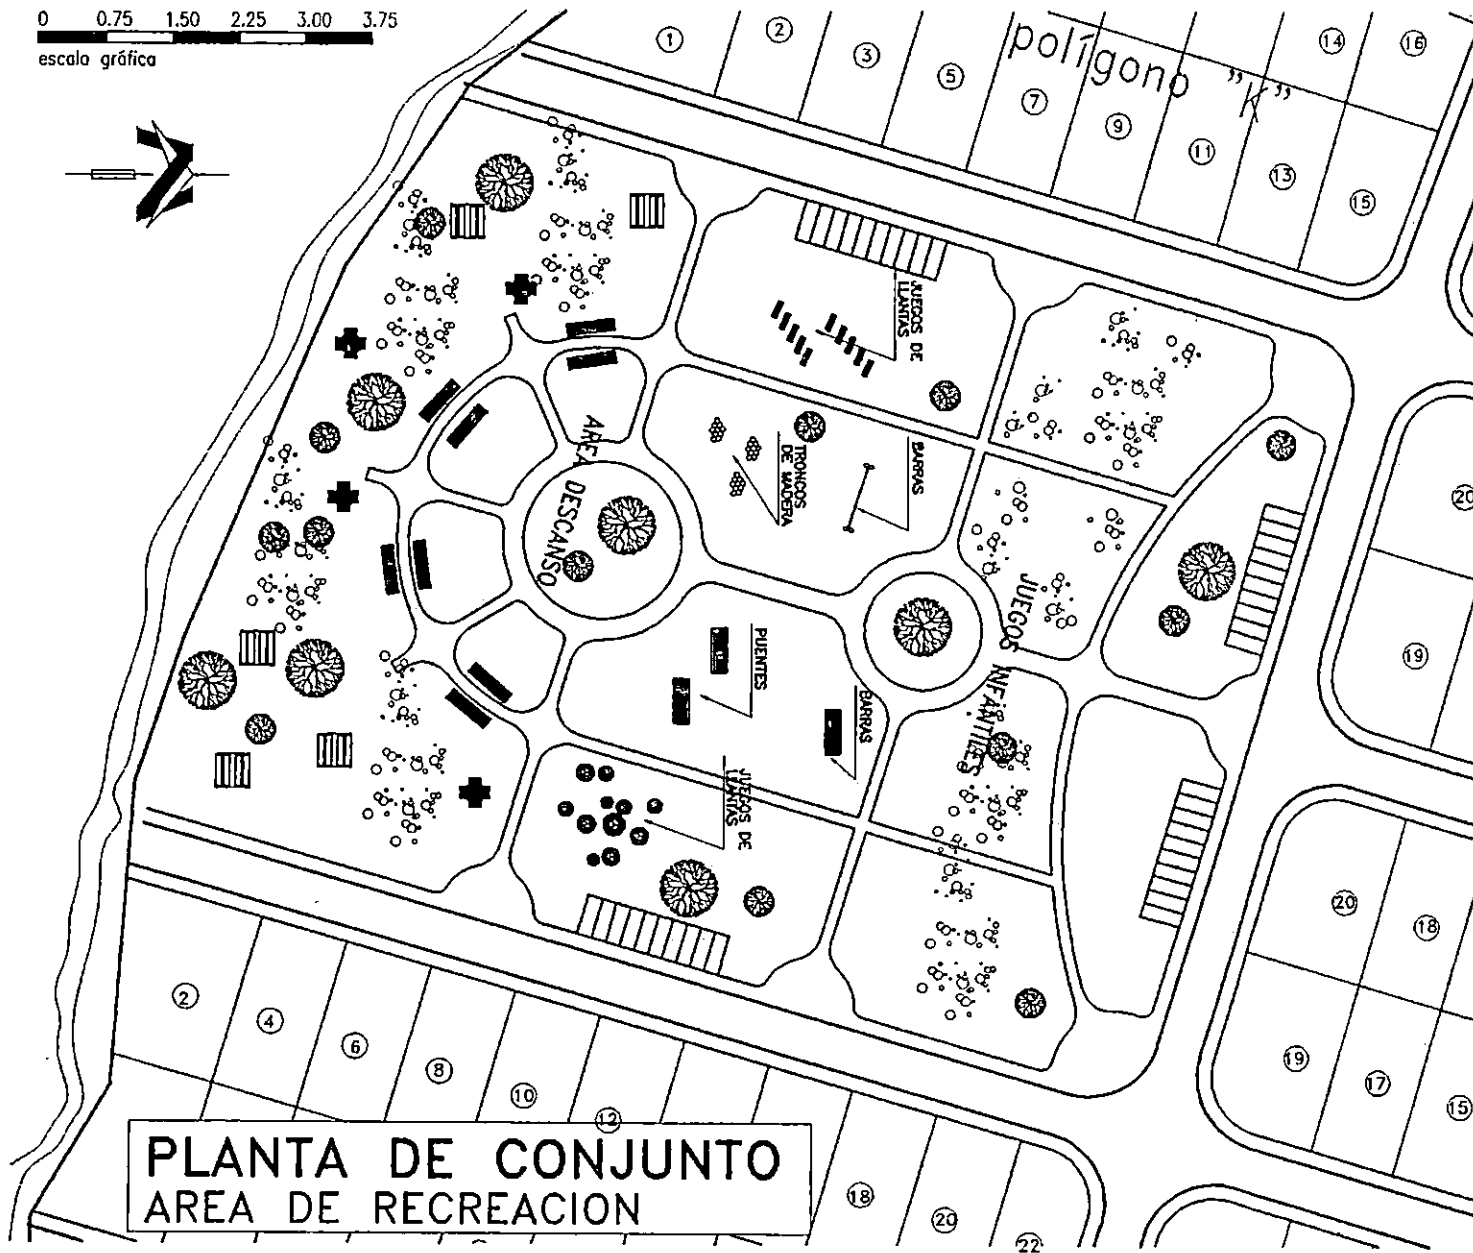 0 0.75 1.50 2.25 3.00 3.75
escala gráfica
polígono "K"
1
2
3
5
7
9
11
13
15
14
16
JUEGOS DE
LLANTAS
TRONCOS
DE MADERA
BARRAS
AREA DESCANSO
JUEGOS INFANTILES
PUENTES
BARRAS
JUEGOS DE
LLANTAS
20
19
20
18
19
17
15
2
4
6
8
10
12
18
20
22
PLANTA DE CONJUNTO
AREA DE RECREACION